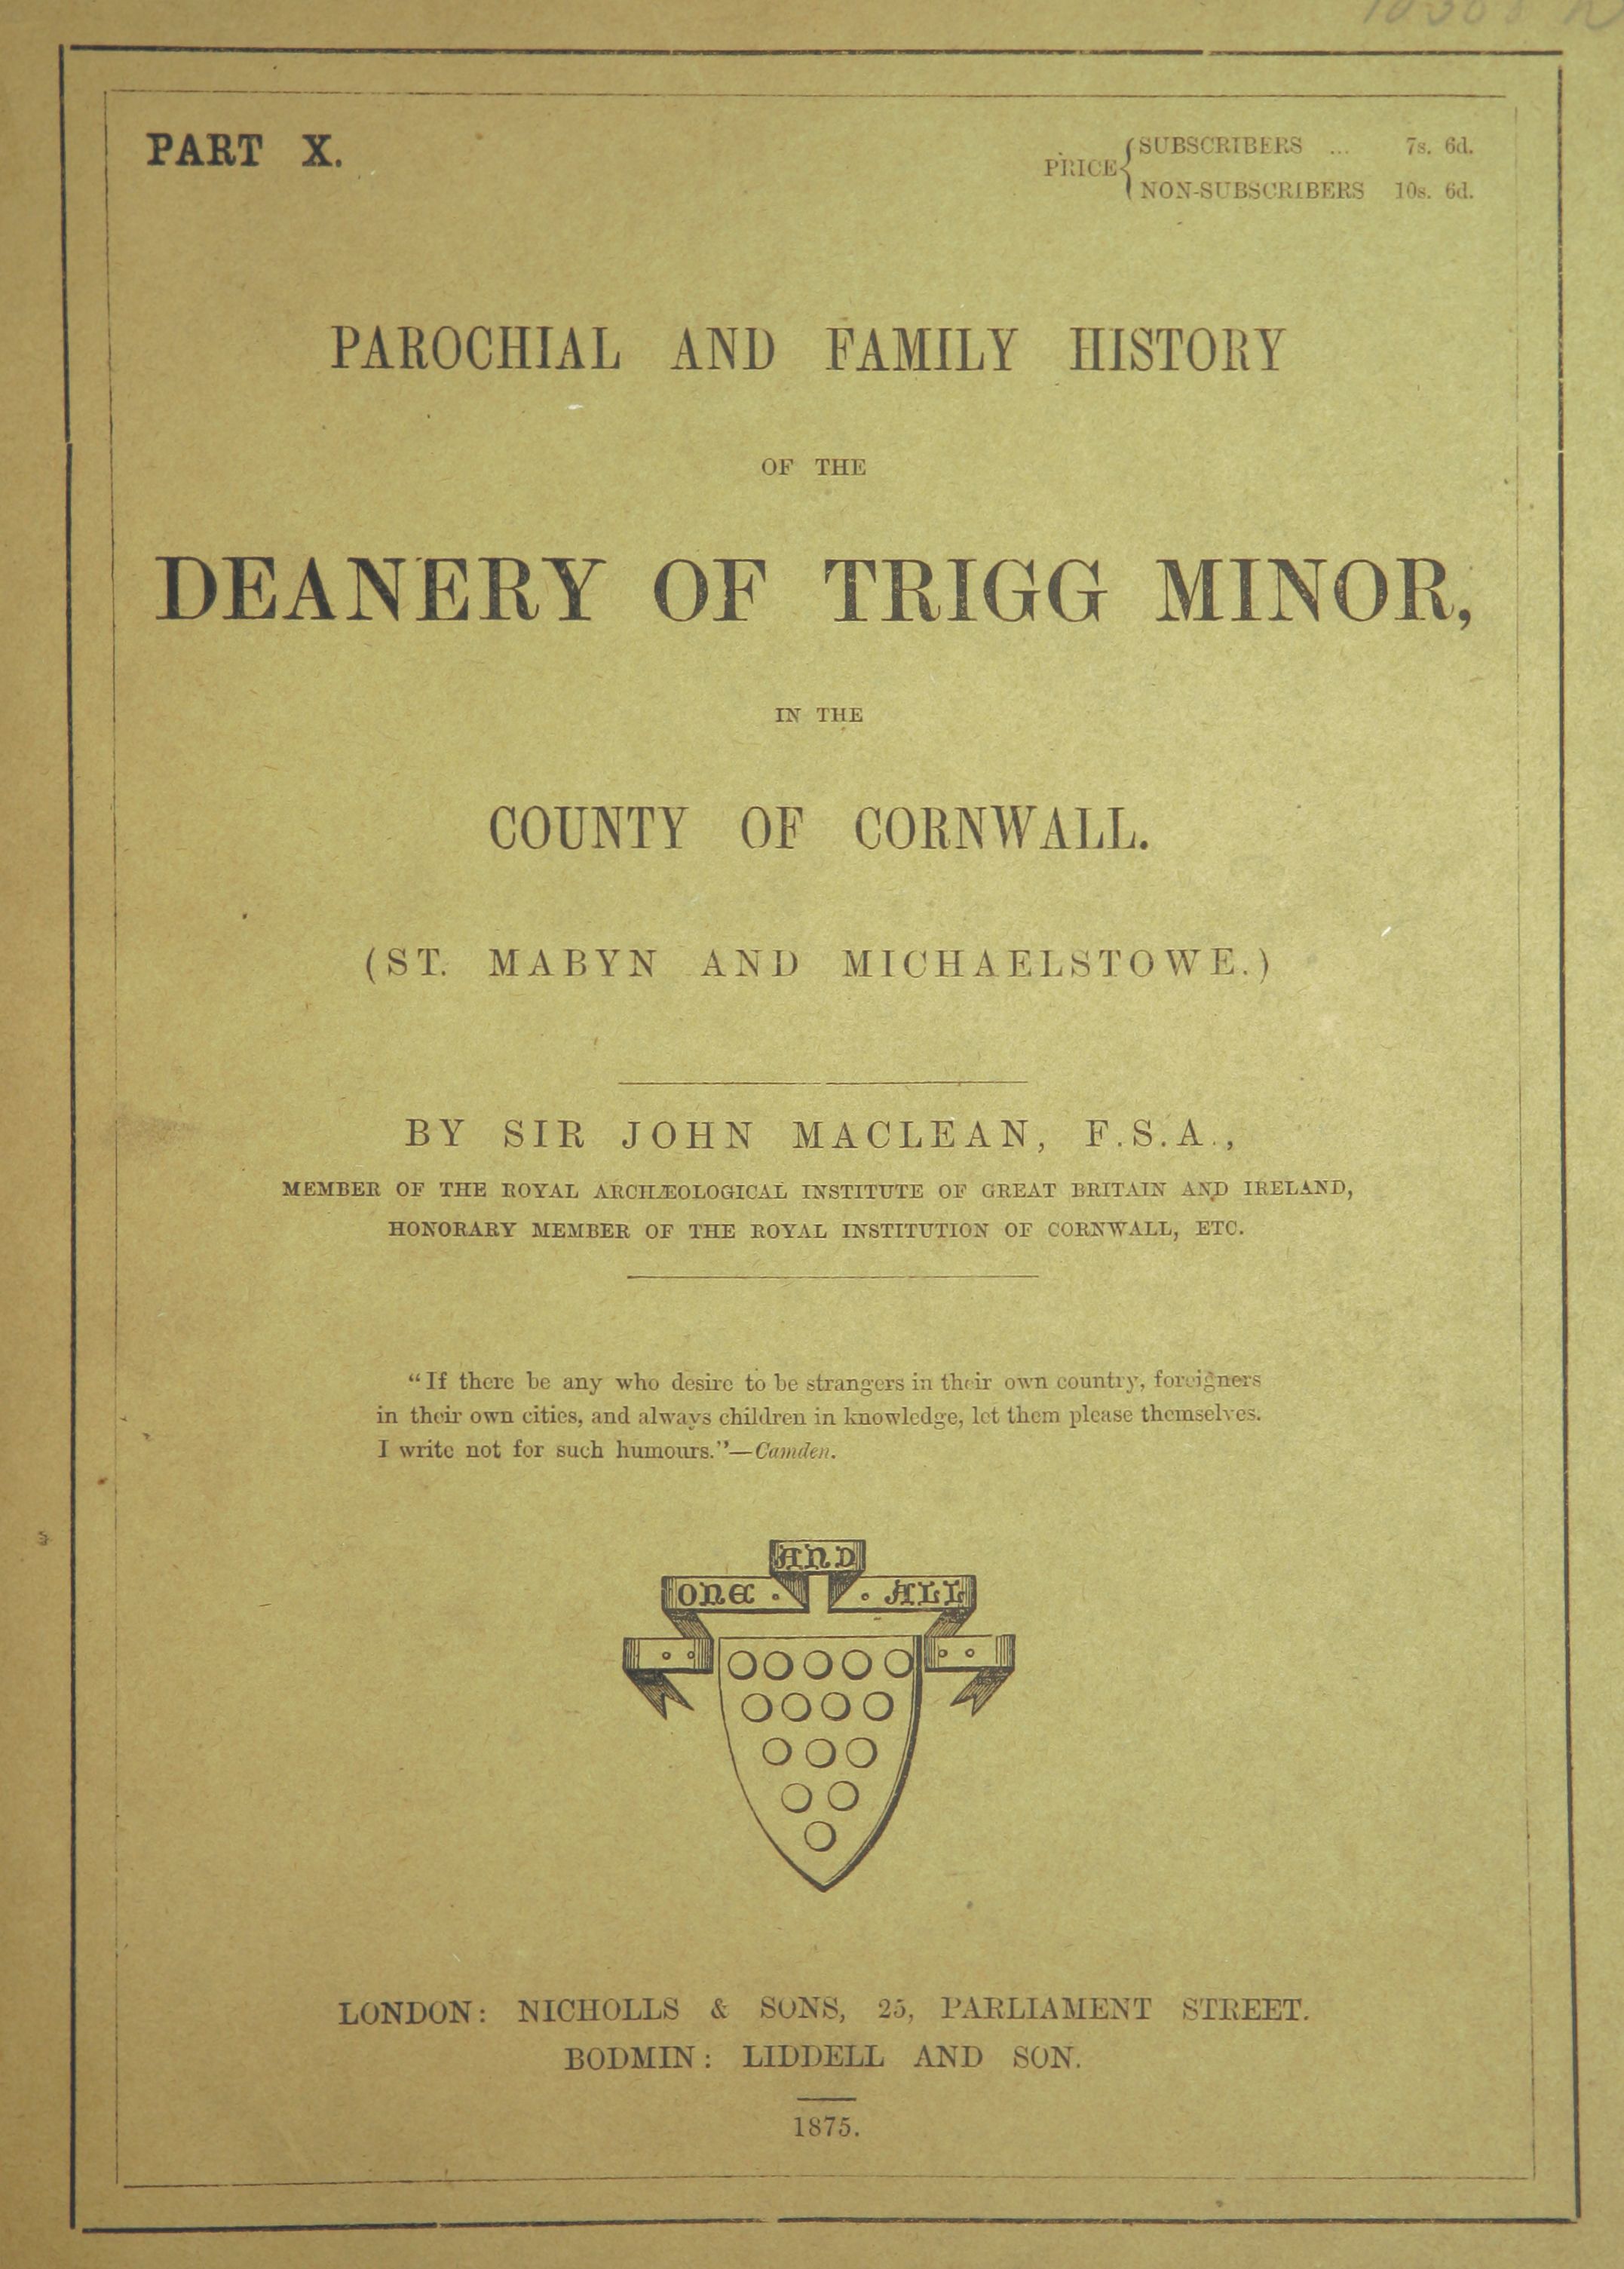 PART X.
PRICE { SUBSCRIBERS ... 7s. 6d.
NON-SUBSCRIBERS 10s. 6d.
PAROCHIAL AND FAMILY HISTORY
OF THE
DEANERY OF TRIGG MINOR,
IN THE
COUNTY OF CORNWALL.
(ST. MABYN AND MICHAELSTOWE.)
BY SIR JOHN MACLEAN, F.S.A.,
MEMBER OF THE ROYAL ARCHÆOLOGICAL INSTITUTE OF GREAT BRITAIN AND IRELAND,
HONORARY MEMBER OF THE ROYAL INSTITUTION OF CORNWALL, ETC.
"If there be any who desire to be strangers in their own country, foreigners
in their own cities, and always children in knowledge, let them please themselves.
I write not for such humours."—Camden.
ONE · AND · ALL
LONDON: NICHOLLS & SONS, 25, PARLIAMENT STREET.
BODMIN: LIDDELL AND SON.
1875.